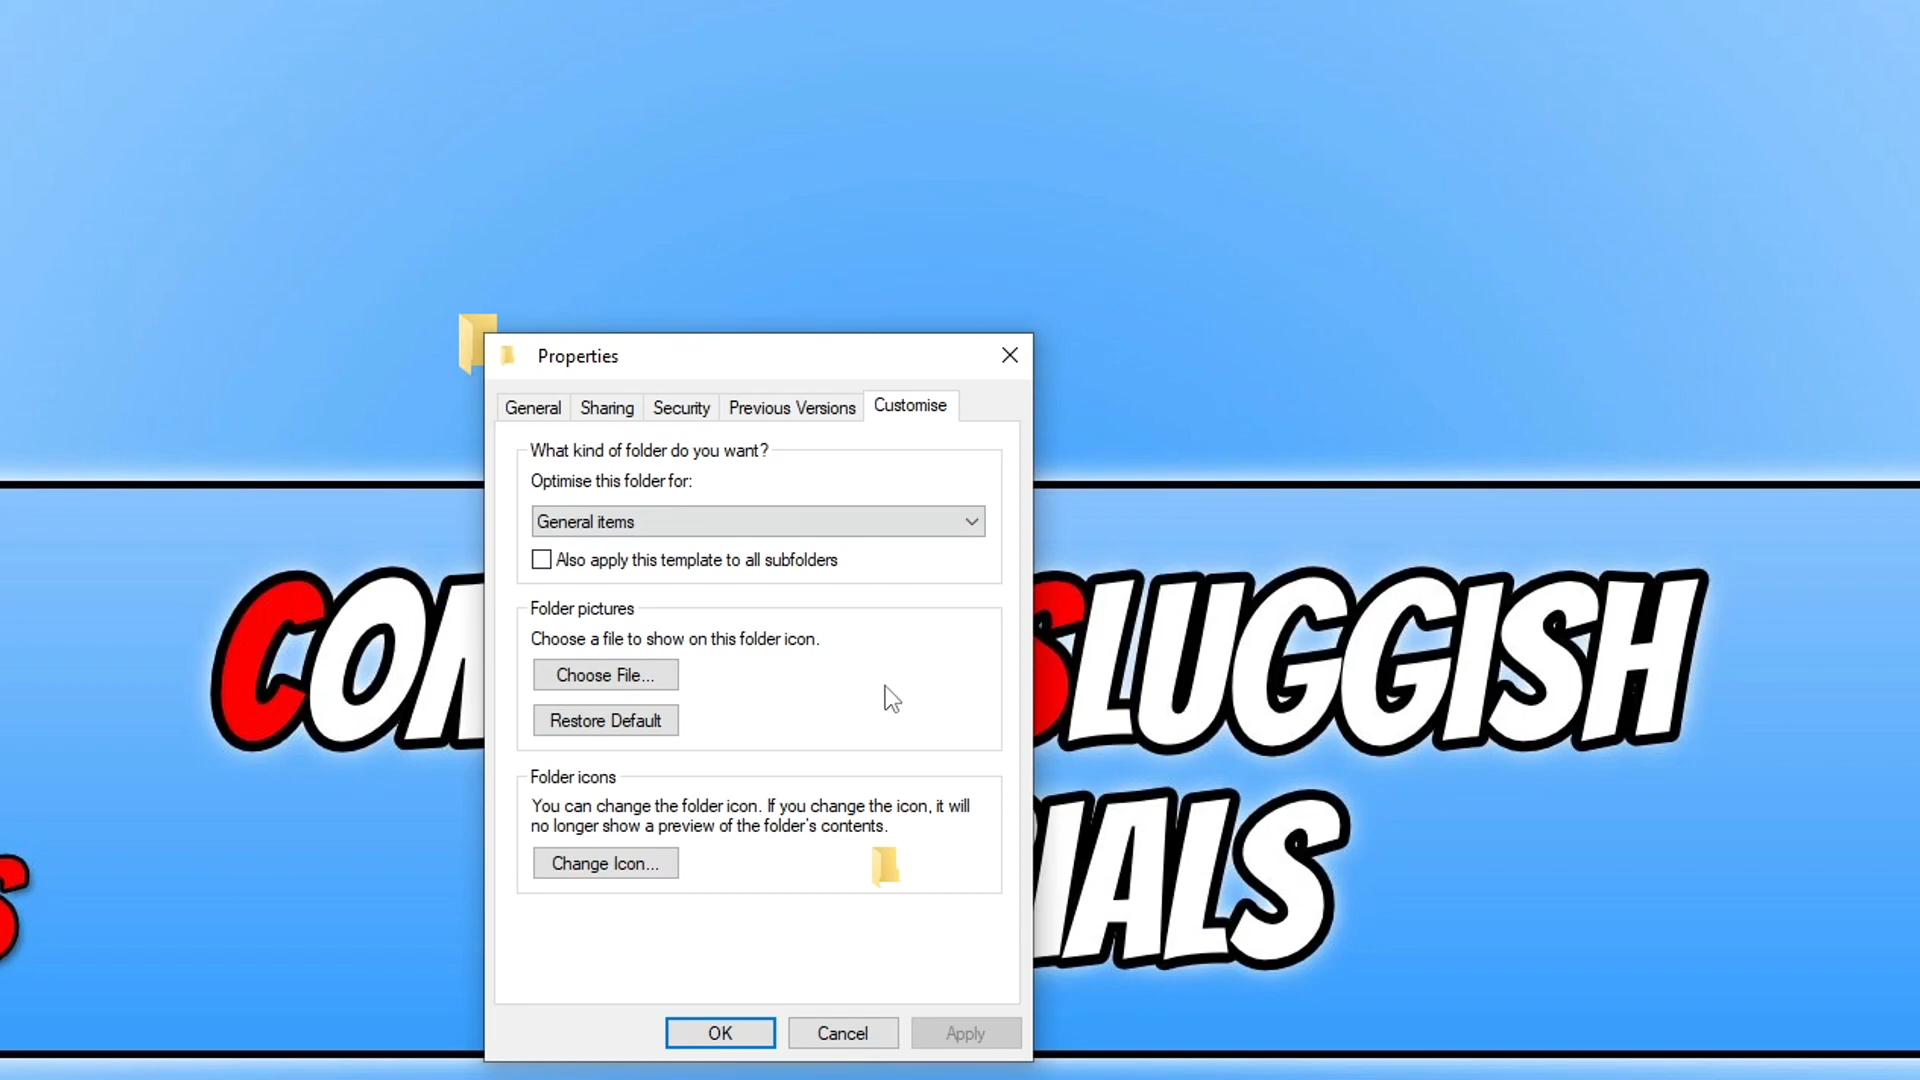 Properties
General Sharing Security Previous Versions Customise
What kind of folder do you want?
Optimise this folder for:
General items
Also apply this template to all subfolders
Folder pictures
Choose a file to show on this folder icon.
Choose File...
Restore Default
Folder icons
You can change the folder icon. If you change the icon, it will
no longer show a preview of the folder's contents.
Change Icon...
OK Cancel Apply
COM SLUGGISH
IALS
S